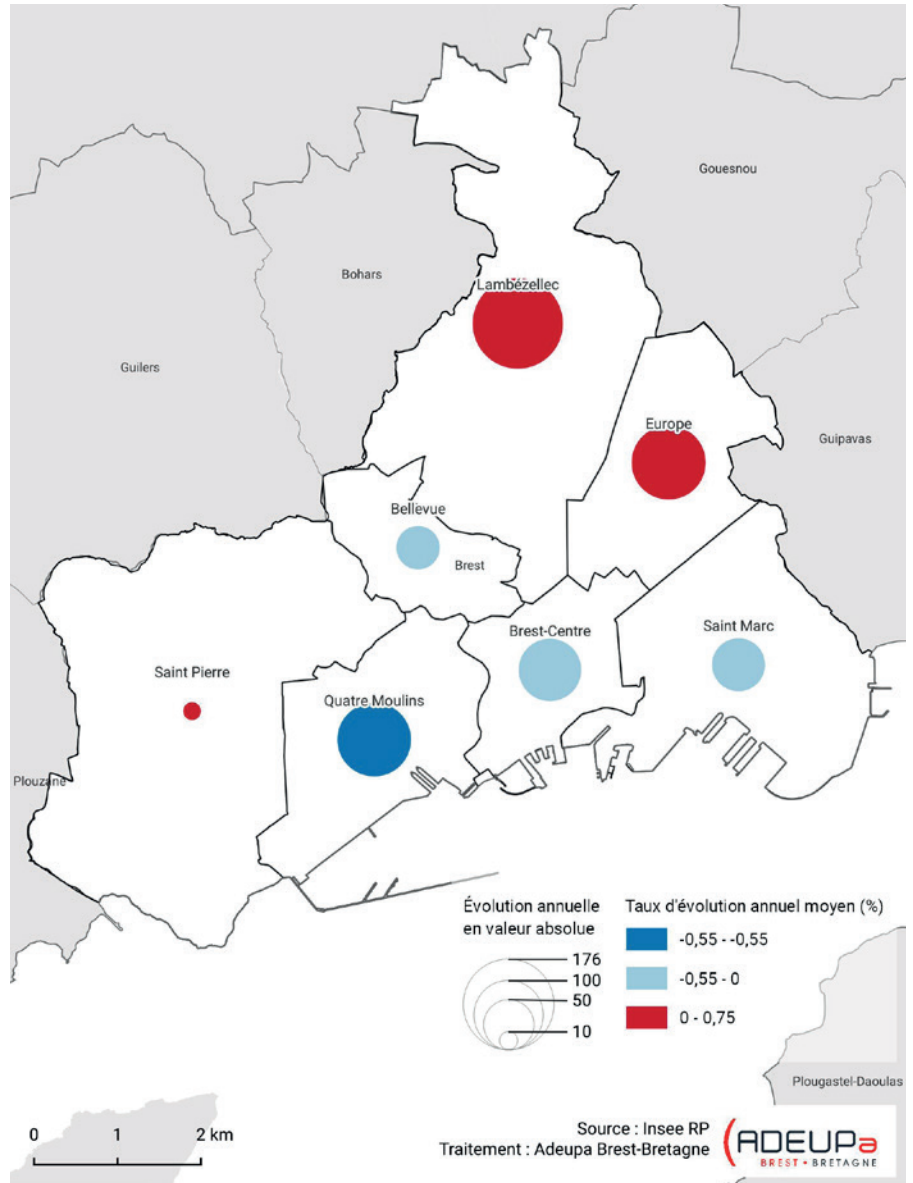 Gouesnou
Bohars
Lambézellec
Guilers
Europe
Guipavas
Bellevue
Brest
Brest-Centre
Saint Marc
Saint Pierre
Quatre Moulins
Plouzané
Évolution annuelle
en valeur absolue
176
100
50
10
Taux d'évolution annuel moyen (%)
-0,55 - -0,55
-0,55 - 0
0 - 0,75
Plougastel-Daoulas
0 1 2 km
Source : Insee RP
Traitement : Adeupa Brest-Bretagne
ADEUPa
BREST • BRETAGNE